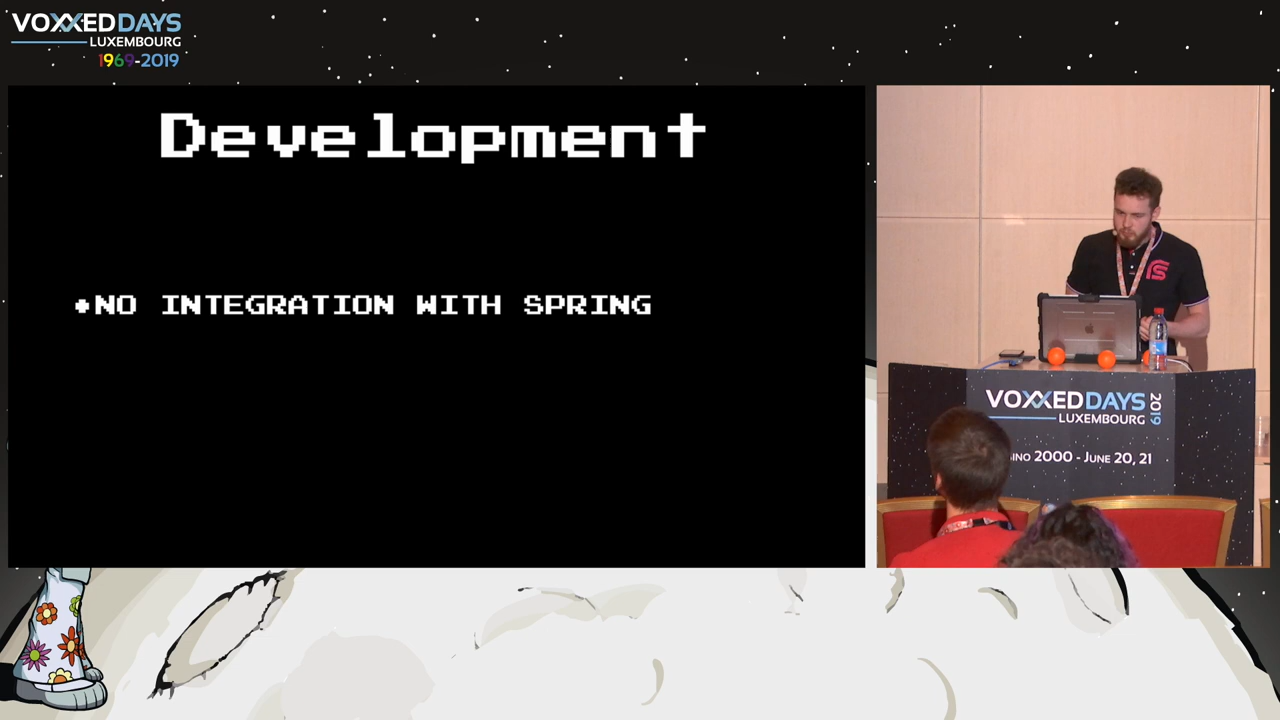 VOXXEDDAYS
LUXEMBOURG
1969-2019
Development
•NO INTEGRATION WITH SPRING
VOXXEDDAYS 2019
LUXEMBOURG
2000 - JUNE 20, 21